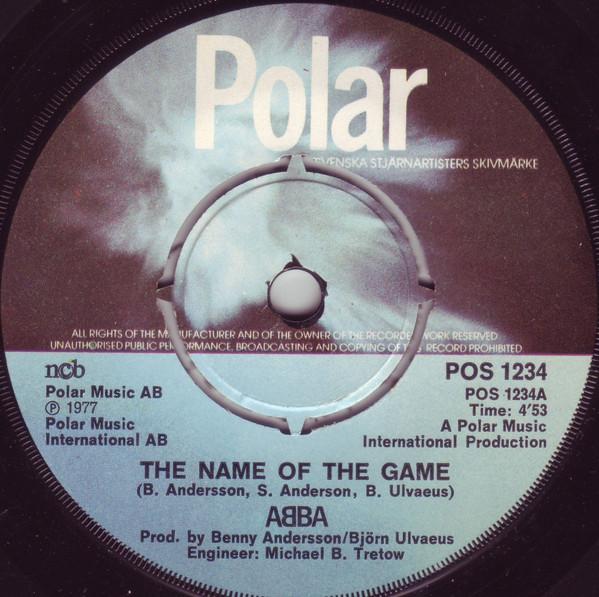 Polar
SVENSKA STJÄRNARTISTERS SKIVMÄRKE
ALL RIGHTS OF THE MANUFACTURER AND OF THE OWNER OF THE RECORDED WORK RESERVED
UNAUTHORISED PUBLIC PERFORMANCE, BROADCASTING AND COPYING OF THIS RECORD PROHIBITED
ncb
Polar Music AB
Ⓟ 1977
Polar Music
International AB
POS 1234
POS 1234A
Time: 4'53
A Polar Music
International Production
THE NAME OF THE GAME
(B. Andersson, S. Anderson, B. Ulvaeus)
ABBA
Prod. by Benny Andersson/Björn Ulvaeus
Engineer: Michael B. Tretow